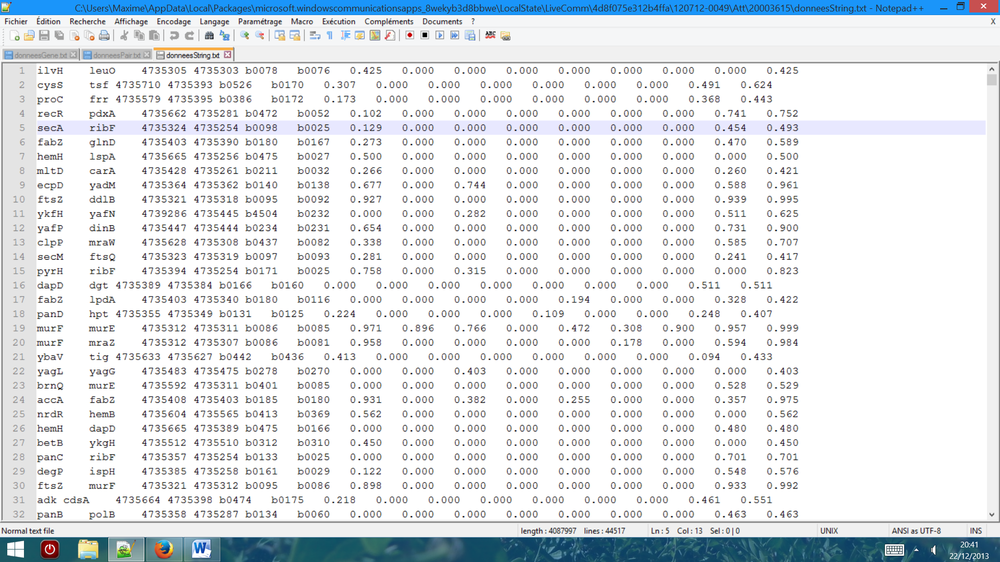 C:\Users\Maxime\AppData\Local\Packages\microsoft.windowscommunicationsapps_8wekyb3d8bbwe\LocalState\LiveComm\4d8f075e312b4ffa\120712-0049\Att\20003615\donneesString.txt - Notepad++
Fichier Édition Recherche Affichage Encodage Langage Paramétrage Macro Exécution Compléments Documents ? X
donneesGene.txt donneesPair.txt donneesString.txt
1 ilvH leuO 4735305 4735303 b0078 b0076 0.425 0.000 0.000 0.000 0.000 0.000 0.000 0.000 0.425
2 cysS tsf 4735710 4735393 b0526 b0170 0.307 0.000 0.000 0.000 0.000 0.000 0.000 0.491 0.624
3 proC frr 4735579 4735395 b0386 b0172 0.173 0.000 0.000 0.000 0.000 0.000 0.000 0.368 0.443
4 recR pdxA 4735662 4735281 b0472 b0052 0.102 0.000 0.000 0.000 0.000 0.000 0.000 0.741 0.752
5 secA ribF 4735324 4735254 b0098 b0025 0.129 0.000 0.000 0.000 0.000 0.000 0.000 0.454 0.493
6 fabZ glnD 4735403 4735390 b0180 b0167 0.273 0.000 0.000 0.000 0.000 0.000 0.000 0.470 0.589
7 hemH lspA 4735665 4735256 b0475 b0027 0.500 0.000 0.000 0.000 0.000 0.000 0.000 0.000 0.500
8 mltD carA 4735428 4735261 b0211 b0032 0.266 0.000 0.000 0.000 0.000 0.000 0.000 0.260 0.421
9 ecpD yadM 4735364 4735362 b0140 b0138 0.677 0.000 0.744 0.000 0.000 0.000 0.000 0.588 0.961
10 ftsZ ddlB 4735321 4735318 b0095 b0092 0.927 0.000 0.000 0.000 0.000 0.000 0.000 0.939 0.995
11 ykfH yafN 4739286 4735445 b4504 b0232 0.000 0.000 0.282 0.000 0.000 0.000 0.000 0.511 0.625
12 yafP dinB 4735447 4735444 b0234 b0231 0.654 0.000 0.000 0.000 0.000 0.000 0.000 0.731 0.900
13 clpP mraW 4735628 4735308 b0437 b0082 0.338 0.000 0.000 0.000 0.000 0.000 0.000 0.585 0.707
14 secM ftsQ 4735323 4735319 b0097 b0093 0.281 0.000 0.000 0.000 0.000 0.000 0.000 0.241 0.417
15 pyrH ribF 4735394 4735254 b0171 b0025 0.758 0.000 0.315 0.000 0.000 0.000 0.000 0.000 0.823
16 dapD dgt 4735389 4735384 b0166 b0160 0.000 0.000 0.000 0.000 0.000 0.000 0.000 0.511 0.511
17 fabZ lpdA 4735403 4735340 b0180 b0116 0.000 0.000 0.000 0.000 0.194 0.000 0.000 0.328 0.422
18 panD hpt 4735355 4735349 b0131 b0125 0.224 0.000 0.000 0.000 0.109 0.000 0.000 0.248 0.407
19 murF murE 4735312 4735311 b0086 b0085 0.971 0.896 0.766 0.000 0.472 0.308 0.900 0.957 0.999
20 murF mraZ 4735312 4735307 b0086 b0081 0.958 0.000 0.000 0.000 0.000 0.178 0.000 0.594 0.984
21 ybaV tig 4735633 4735627 b0442 b0436 0.413 0.000 0.000 0.000 0.000 0.000 0.000 0.094 0.433
22 yagL yagG 4735483 4735475 b0278 b0270 0.000 0.000 0.403 0.000 0.000 0.000 0.000 0.000 0.403
23 brnQ murE 4735592 4735311 b0401 b0085 0.000 0.000 0.000 0.000 0.000 0.000 0.000 0.528 0.529
24 accA fabZ 4735408 4735403 b0185 b0180 0.931 0.000 0.382 0.000 0.255 0.000 0.000 0.357 0.975
25 nrdR hemB 4735604 4735565 b0413 b0369 0.562 0.000 0.000 0.000 0.000 0.000 0.000 0.000 0.562
26 hemH dapD 4735665 4735389 b0475 b0166 0.000 0.000 0.000 0.000 0.000 0.000 0.000 0.480 0.480
27 betB ykgH 4735512 4735510 b0312 b0310 0.450 0.000 0.000 0.000 0.000 0.000 0.000 0.000 0.450
28 panC ribF 4735357 4735254 b0133 b0025 0.000 0.000 0.000 0.000 0.000 0.000 0.000 0.701 0.701
29 degP ispH 4735385 4735258 b0161 b0029 0.122 0.000 0.000 0.000 0.000 0.000 0.000 0.548 0.576
30 ftsZ murF 4735321 4735312 b0095 b0086 0.898 0.000 0.000 0.000 0.000 0.000 0.000 0.933 0.992
31 adk cdsA 4735664 4735398 b0474 b0175 0.218 0.000 0.000 0.000 0.000 0.000 0.000 0.461 0.551
32 panB polB 4735358 4735287 b0134 b0060 0.000 0.000 0.000 0.000 0.000 0.000 0.000 0.463 0.463
Normal text file length : 4087997 lines : 44517 Ln : 5 Col : 13 Sel : 0 | 0 UNIX ANSI as UTF-8 INS
20:41
22/12/2013